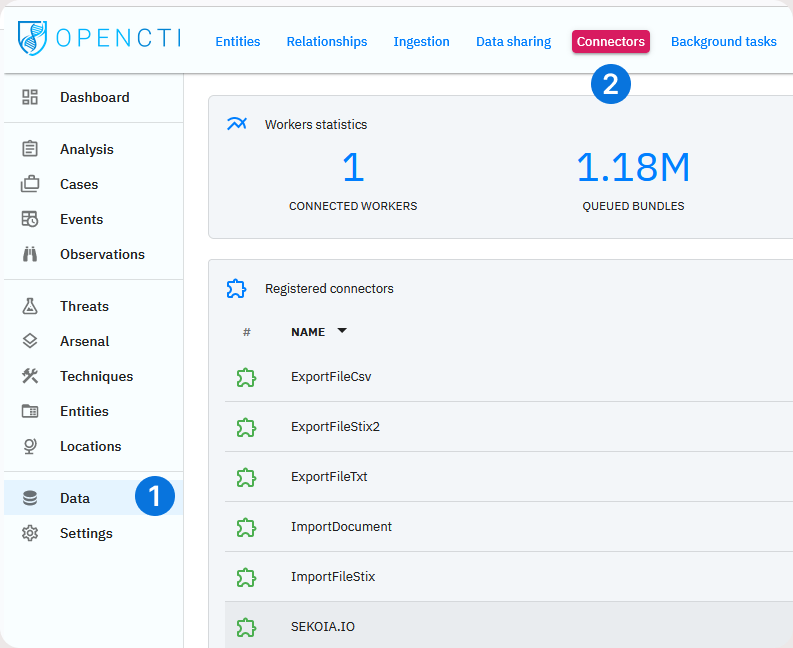 OPENCTI
Entities Relationships Ingestion Data sharing Connectors Background tasks
2
Dashboard
Analysis
Cases
Events
Observations
Threats
Arsenal
Techniques
Entities
Locations
Data 1
Settings
Workers statistics
1 1.18M
CONNECTED WORKERS QUEUED BUNDLES
Registered connectors
# NAME
ExportFileCsv
ExportFileStix2
ExportFileTxt
ImportDocument
ImportFileStix
SEKOIA.IO